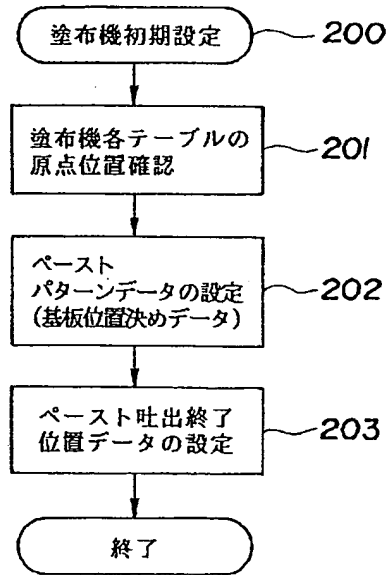 塗布機初期設定
200
塗布機各テーブルの
原点位置確認
201
ペースト
パターンデータの設定
(基板位置決めデータ)
202
ペースト吐出終了
位置データの設定
203
終了